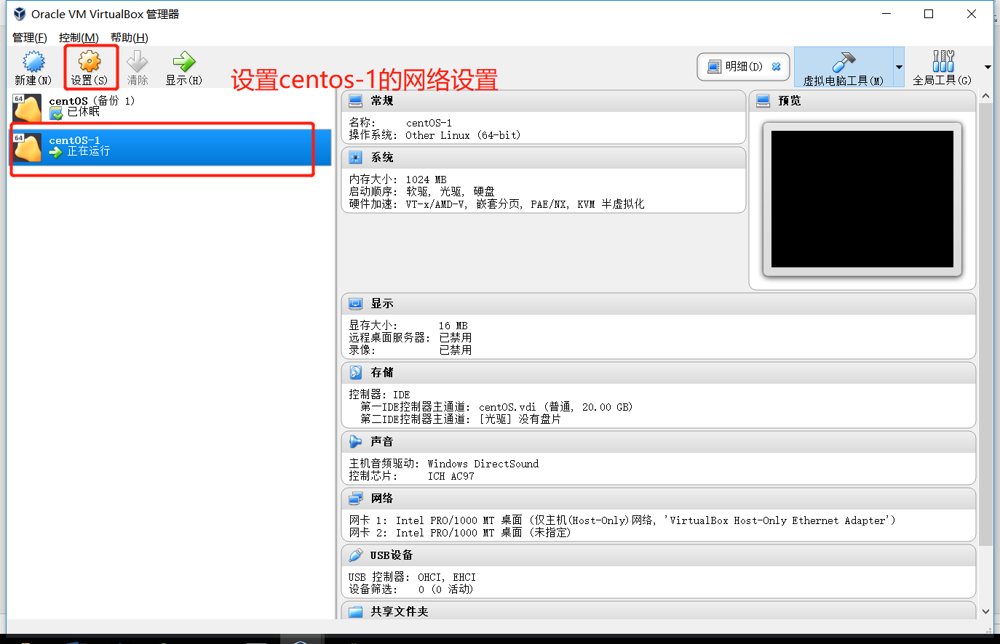 Oracle VM VirtualBox 管理器
管理(F) 控制(M) 帮助(H)
新建(N) 设置(S) 清除 显示(H)
设置centos-1的网络设置
明细(D) 虚拟电脑工具(M) 全局工具(G)
64
centOS (备份 1)
已休眠
64
centOS-1
正在运行
常规
名称: centOS-1
操作系统: Other Linux (64-bit)
系统
内存大小: 1024 MB
启动顺序: 软驱, 光驱, 硬盘
硬件加速: VT-x/AMD-V, 嵌套分页, PAE/NX, KVM 半虚拟化
预览
显示
显存大小: 16 MB
远程桌面服务器: 已禁用
录像: 已禁用
存储
控制器: IDE
第一IDE控制器主通道: centOS.vdi (普通, 20.00 GB)
第二IDE控制器主通道: [光驱] 没有盘片
声音
主机音频驱动: Windows DirectSound
控制芯片: ICH AC97
网络
网卡 1: Intel PRO/1000 MT 桌面 (仅主机(Host-Only)网络, 'VirtualBox Host-Only Ethernet Adapter')
网卡 2: Intel PRO/1000 MT 桌面 (未指定)
USB设备
USB 控制器: OHCI, EHCI
设备筛选: 0 (0 活动)
共享文件夹